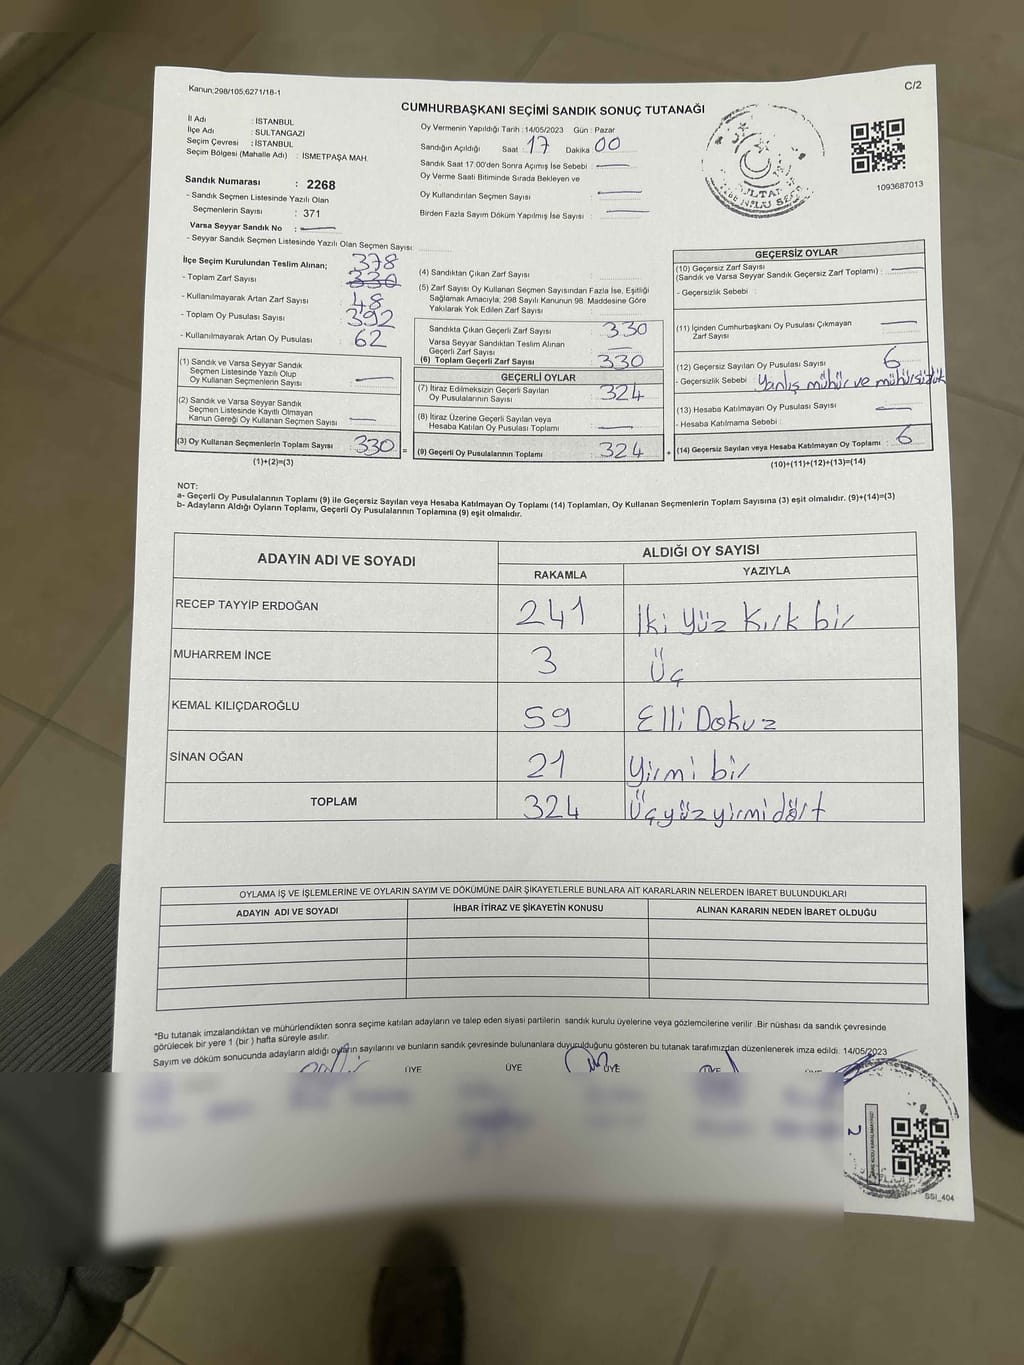 Kanun:298/105,6271/18-1
C/2
CUMHURBAŞKANI SEÇİMİ SANDIK SONUÇ TUTANAĞI
İl Adı : İSTANBUL
İlçe Adı : SULTANGAZİ
Seçim Çevresi : İSTANBUL
Seçim Bölgesi (Mahalle Adı) : İSMETPAŞA MAH.
Sandık Numarası : 2268
- Sandık Seçmen Listesinde Yazılı Olan
Seçmenlerin Sayısı : 371
Varsa Seyyar Sandık No :
- Seyyar Sandık Seçmen Listesinde Yazılı Olan Seçmen Sayısı:
Oy Vermenin Yapıldığı Tarih : 14/05/2023 Gün : Pazar
Sandığın Açıldığı Saat : 17 Dakika 00
Sandık Saat 17:00'den Sonra Açımış İse Sebebi :
Oy Verme Saati Bitiminde Sırada Bekleyen ve
Oy Kullandırılan Seçmen Sayısı :
Birden Fazla Sayım Döküm Yapılmış İse Sayısı :
1093687013
İlçe Seçim Kurulundan Teslim Alınan; 378
- Toplam Zarf Sayısı : 330
- Kullanılmayarak Artan Zarf Sayısı : 48
- Toplam Oy Pusulası Sayısı : 392
- Kullanılmayarak Artan Oy Pusulası : 62
(1) Sandık ve Varsa Seyyar Sandık
Seçmen Listesinde Yazılı Olup
Oy Kullanan Seçmenlerin Sayısı :
(2) Sandık ve Varsa Seyyar Sandık
Seçmen Listesinde Kayıtlı Olmayan
Kanun Gereği Oy Kullanan Seçmen Sayısı :
(3) Oy Kullanan Seçmenlerin Toplam Sayısı : 330 =
(1)+(2)=(3)
(4) Sandıktan Çıkan Zarf Sayısı :
(5) Zarf Sayısı Oy Kullanan Seçmen Sayısından Fazla İse, Eşitliği
Sağlamak Amacıyla; 298 Sayılı Kanunun 98. Maddesine Göre
Yakılarak Yok Edilen Zarf Sayısı :
Sandıkta Çıkan Geçerli Zarf Sayısı : 330
Varsa Seyyar Sandıktan Teslim Alınan
Geçerli Zarf Sayısı :
(6) Toplam Geçerli Zarf Sayısı : 330
GEÇERLİ OYLAR
(7) İtiraz Edilmeksizin Geçerli Sayılan
Oy Pusulalarının Sayısı : 324
(8) İtiraz Üzerine Geçerli Sayılan veya
Hesaba Katılan Oy Pusulası Toplamı :
(9) Geçerli Oy Pusulalarının Toplamı : 324 +
GEÇERSİZ OYLAR
(10) Geçersiz Zarf Sayısı
(Sandık ve Varsa Seyyar Sandık Geçersiz Zarf Toplamı) :
- Geçersizlik Sebebi :
(11) İçinden Cumhurbaşkanı Oy Pusulası Çıkmayan
Zarf Sayısı :
(12) Geçersiz Sayılan Oy Pusulası Sayısı : 6
- Geçersizlik Sebebi : Yanlış mühür ve mühürsüzlük
(13) Hesaba Katılmayan Oy Pusulası Sayısı :
- Hesaba Katılmama Sebebi :
(14) Geçersiz Sayılan veya Hesaba Katılmayan Oy Toplamı : 6
(10)+(11)+(12)+(13)=(14)
NOT:
a- Geçerli Oy Pusulalarının Toplamı (9) ile Geçersiz Sayılan veya Hesaba Katılmayan Oy Toplamı (14) Toplamları, Oy Kullanan Seçmenlerin Toplam Sayısına (3) eşit olmalıdır. (9)+(14)=(3)
b- Adayların Aldığı Oyların Toplamı, Geçerli Oy Pusulalarının Toplamına (9) eşit olmalıdır.
ADAYIN ADI VE SOYADI
ALDIĞI OY SAYISI
RAKAMLA YAZIYLA
RECEP TAYYİP ERDOĞAN 241 İki yüz kırk bir
MUHARREM İNCE 3 Üç
KEMAL KILIÇDAROĞLU 59 Elli Dokuz
SİNAN OĞAN 21 Yirmi bir
TOPLAM 324 Üçyüzyirmidört
OYLAMA İŞ VE İŞLEMLERİNE VE OYLARIN SAYIM VE DÖKÜMÜNE DAİR ŞİKAYETLERLE BUNLARA AİT KARARLARIN NELERDEN İBARET BULUNDUKLARI
ADAYIN ADI VE SOYADI İHBAR İTİRAZ VE ŞİKAYETİN KONUSU ALINAN KARARIN NEDEN İBARET OLDUĞU
*Bu tutanak imzalandıktan ve mühürlendikten sonra seçime katılan adayların ve talep eden siyasi partilerin sandık kurulu üyelerine veya gözlemcilerine verilir. Bir nüshası da sandık çevresinde
görülecek bir yere 1 (bir ) hafta süreyle asılır.
Sayım ve döküm sonucunda adayların aldığı oyların sayılarını ve bunların sandık çevresinde bulunanlara duyurulduğunu gösteren bu tutanak tarafımızdan düzenlenerek imza edildi. 14/05/2023
ÜYE ÜYE ÜYE ÜYE
2
SSİ_404